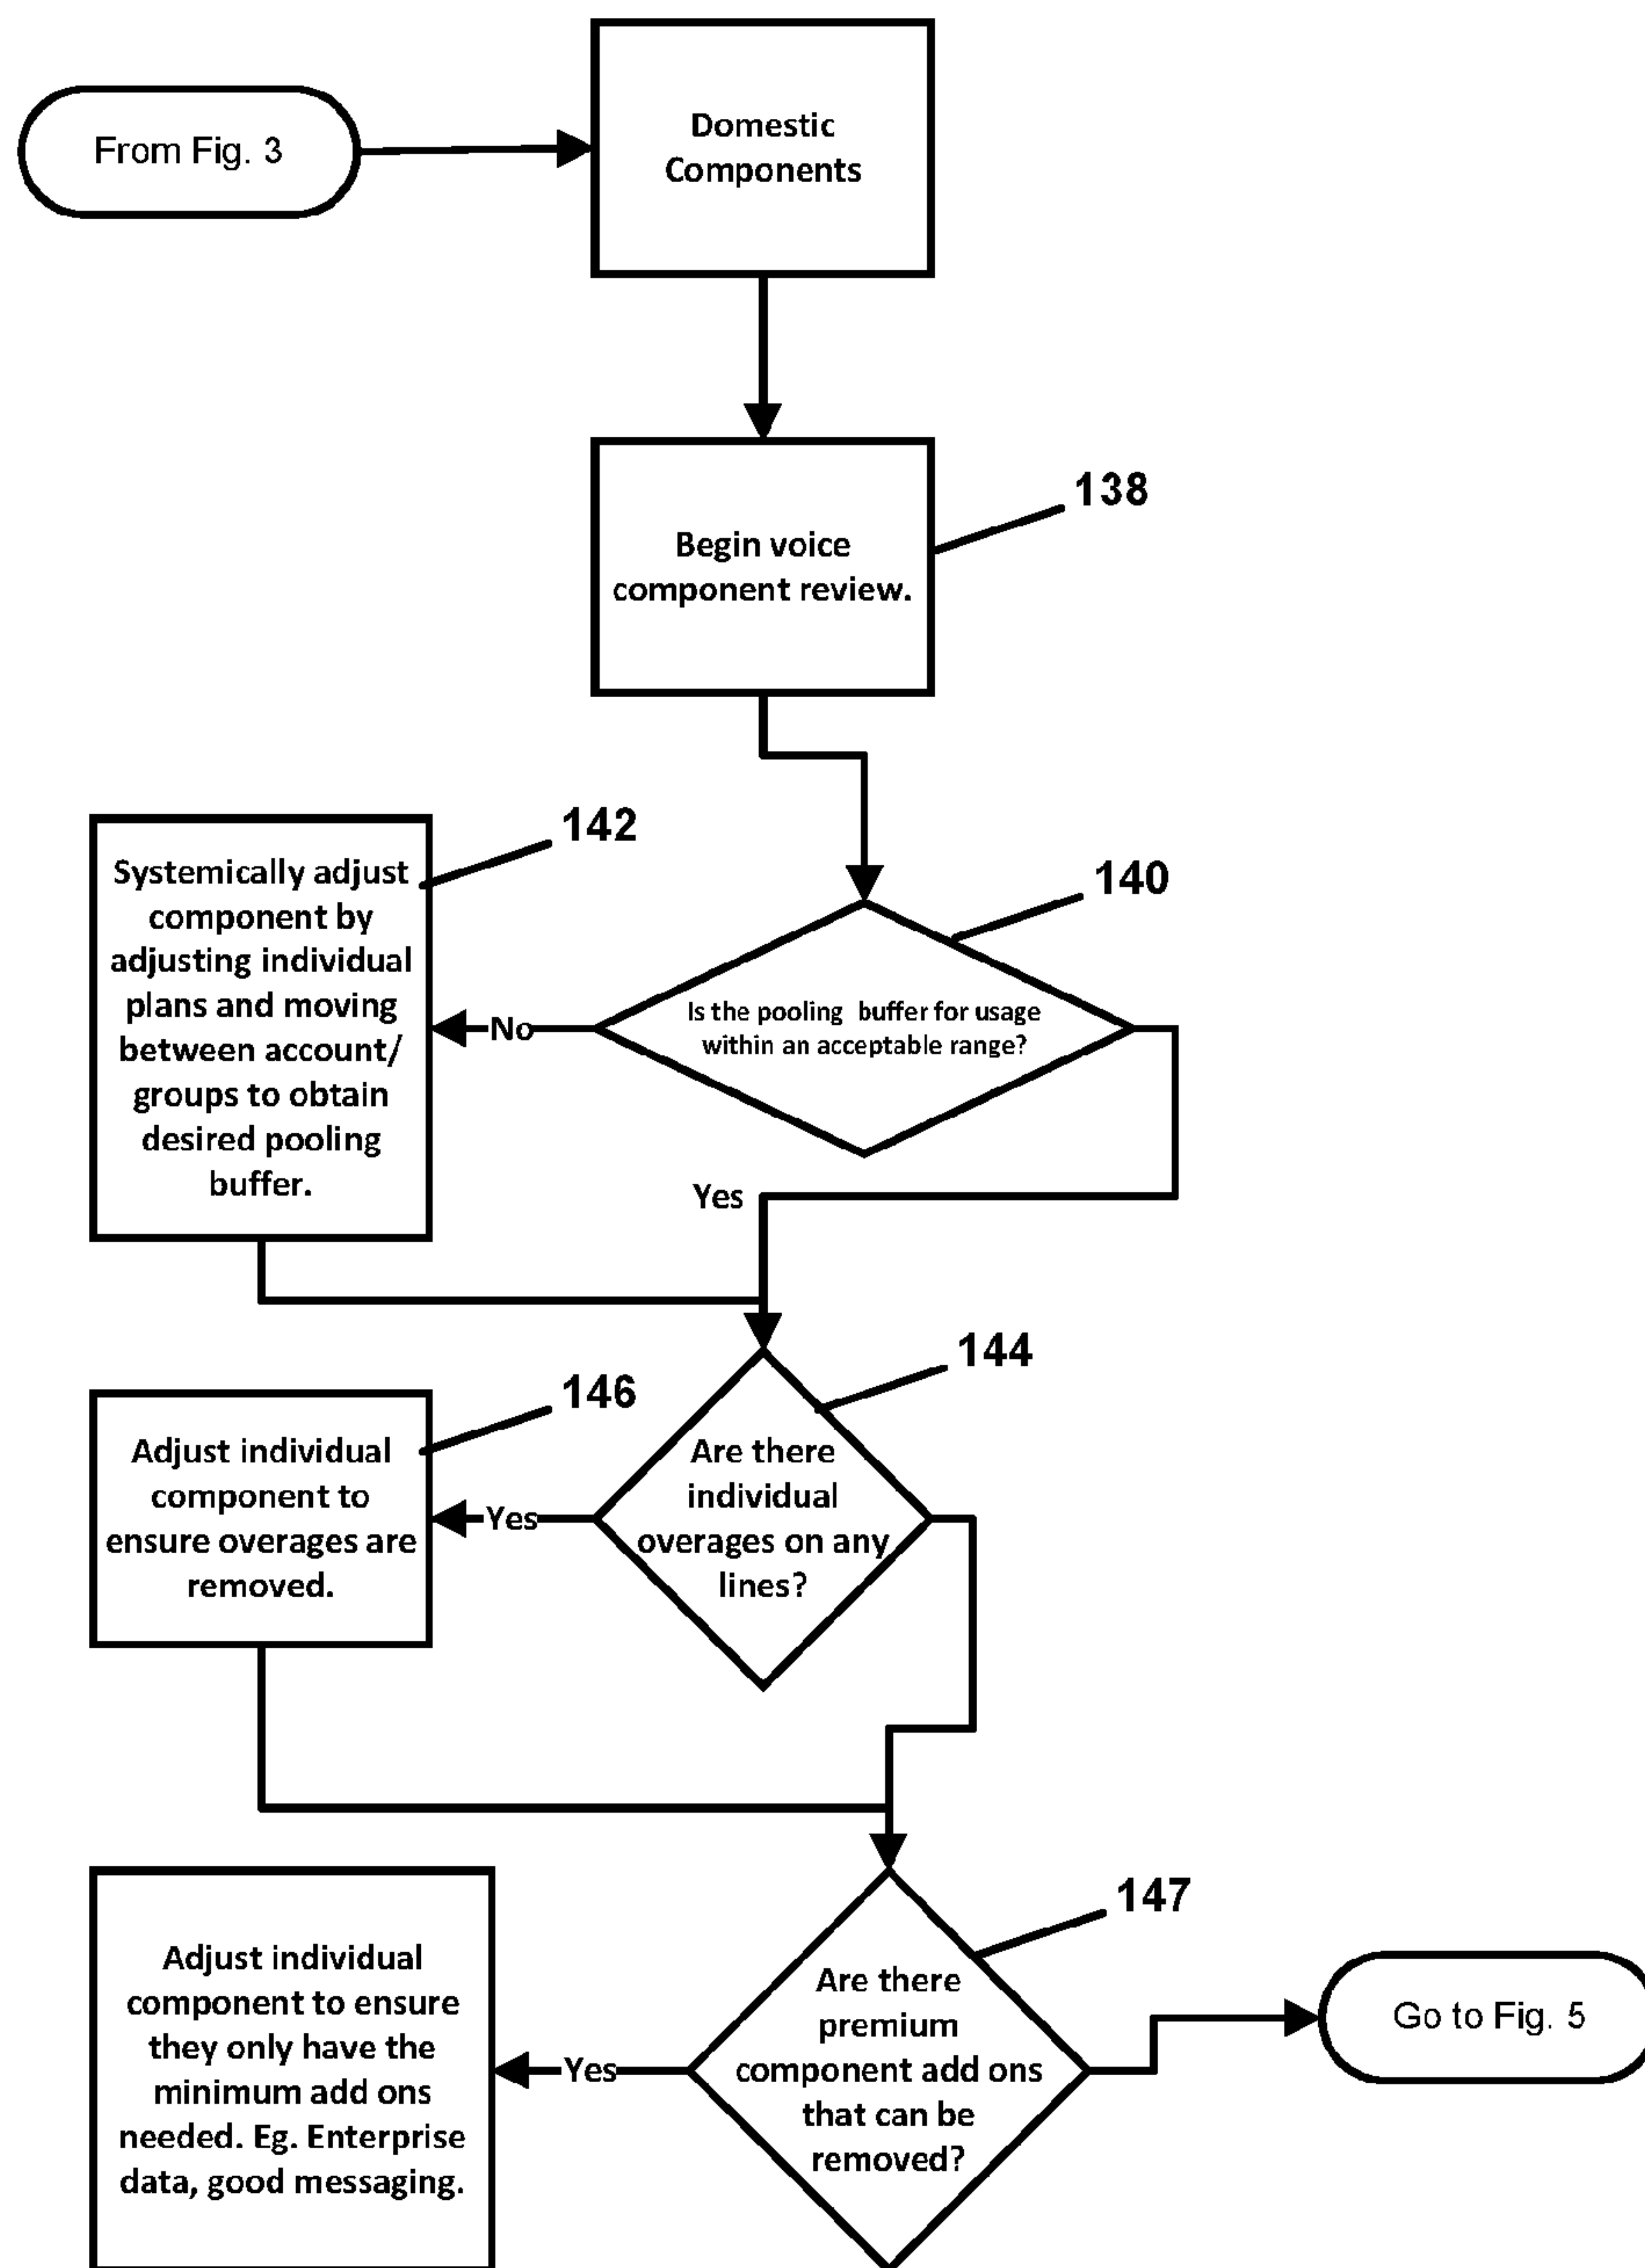 From Fig. 3
Domestic
Components
Begin voice
component review.
138
142
Systemically adjust
component by
adjusting individual
plans and moving
between account/
groups to obtain
desired pooling
buffer.
140
Is the pooling buffer for usage
within an acceptable range?
No
Yes
144
Are there
individual
overages on any
lines?
146
Yes
Adjust individual
component to
ensure overages are
removed.
147
Are there
premium
component add ons
that can be
removed?
Yes
Adjust individual
component to ensure
they only have the
minimum add ons
needed. Eg. Enterprise
data, good messaging.
Go to Fig. 5